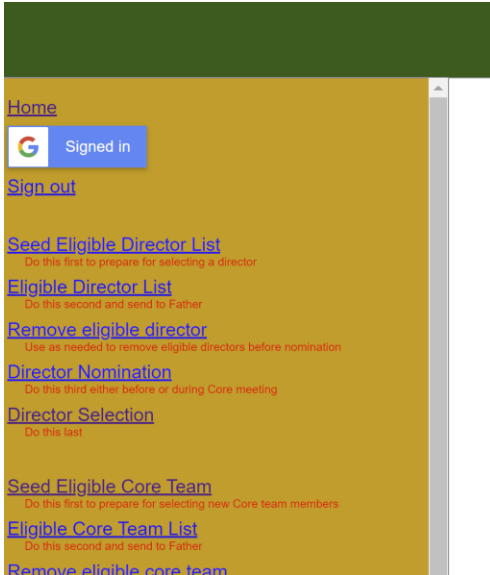 Home
Signed in
Sign out
Seed Eligible Director List
Do this first to prepare for selecting a director
Eligible Director List
Do this second and send to Father
Remove eligible director
Use as needed to remove eligible directors before nomination
Director Nomination
Do this third either before or during Core meeting
Director Selection
Do this last
Seed Eligible Core Team
Do this first to prepare for selecting new Core team members
Eligible Core Team List
Do this second and send to Father
Remove eligible core team